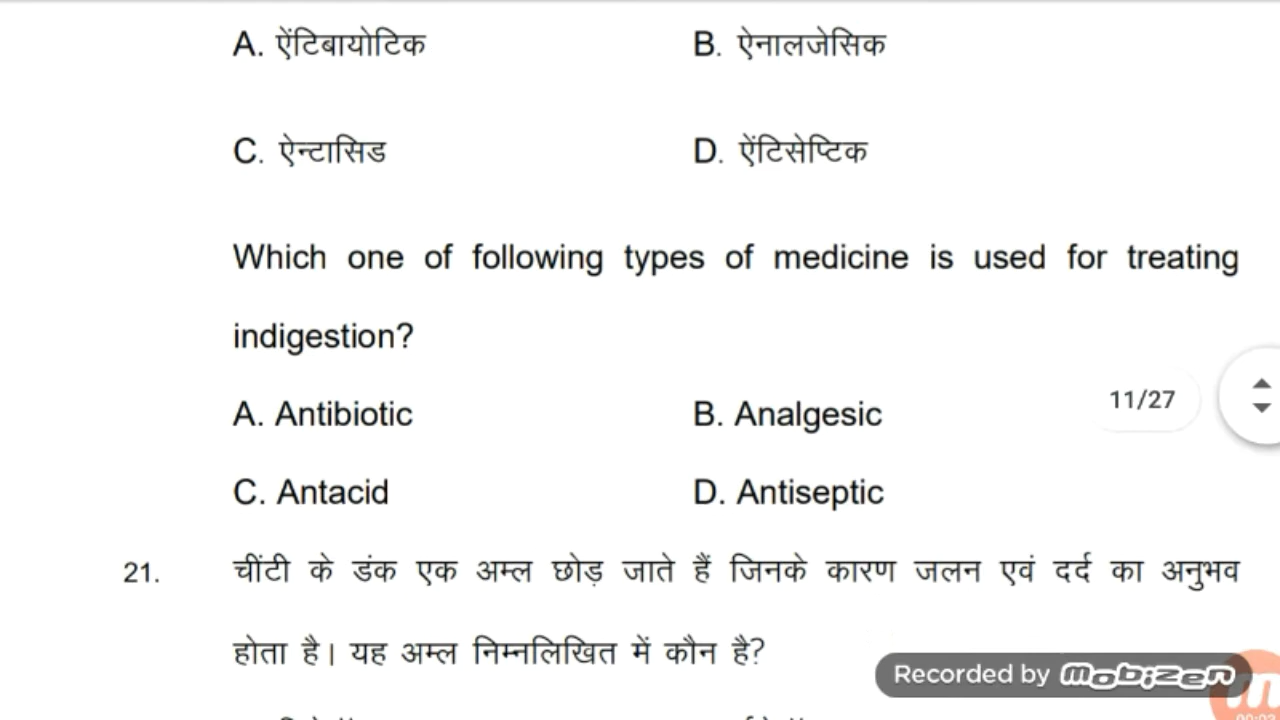 A. ऐंटिबायोटिक B. ऐनालजेसिक
C. ऐन्टासिड D. ऐंटिसेप्टिक
Which one of following types of medicine is used for treating
indigestion?
A. Antibiotic B. Analgesic
11/27
C. Antacid D. Antiseptic
21. चींटी के डंक एक अम्ल छोड़ जाते हैं जिनके कारण जलन एवं दर्द का अनुभव
होता है। यह अम्ल निम्नलिखित में कौन है?
Recorded by mobizen